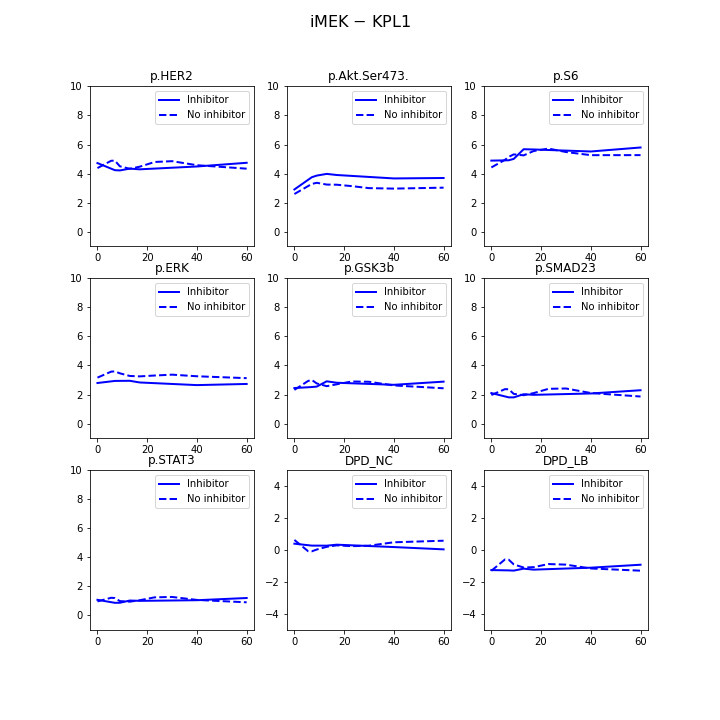 iMEK − KPL1
p.HER2
p.Akt.Ser473.
p.S6
10
8
6
4
2
0
Inhibitor
No inhibitor
0 20 40 60
10
8
6
4
2
0
Inhibitor
No inhibitor
0 20 40 60
10
8
6
4
2
0
Inhibitor
No inhibitor
0 20 40 60
p.ERK
p.GSK3b
p.SMAD23
10
8
6
4
2
0
Inhibitor
No inhibitor
0 20 40 60
10
8
6
4
2
0
Inhibitor
No inhibitor
0 20 40 60
10
8
6
4
2
0
Inhibitor
No inhibitor
0 20 40 60
p.STAT3
DPD_NC
DPD_LB
10
8
6
4
2
0
Inhibitor
No inhibitor
0 20 40 60
4
2
0
−2
−4
Inhibitor
No inhibitor
0 20 40 60
4
2
0
−2
−4
Inhibitor
No inhibitor
0 20 40 60